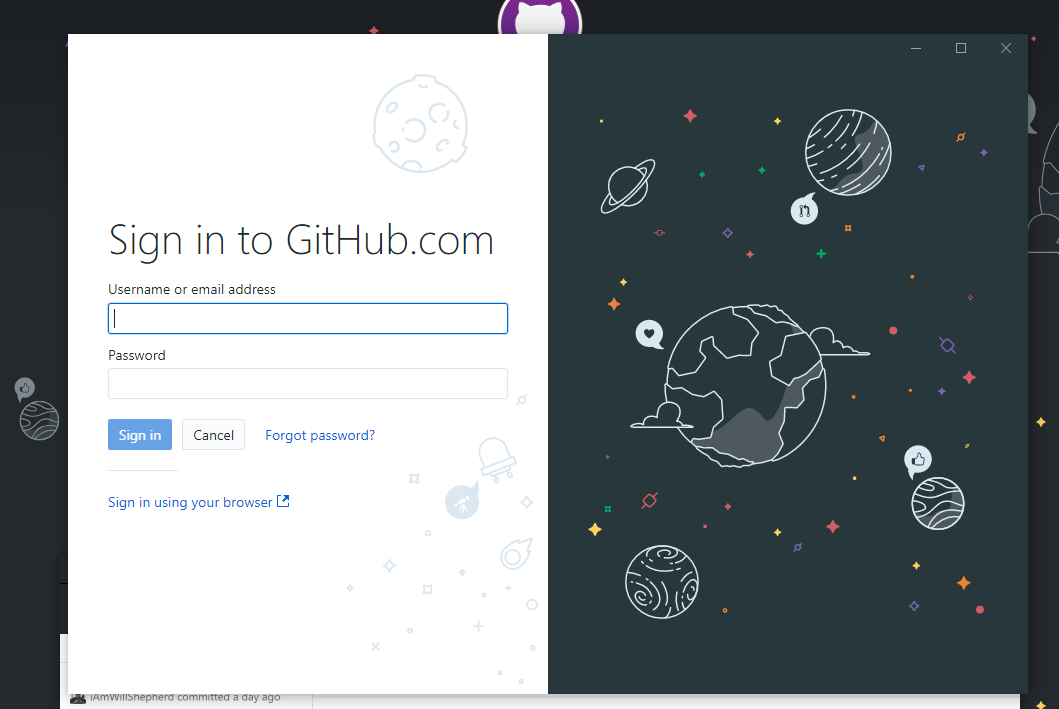 Sign in to GitHub.com
Username or email address
Password
Sign in
Cancel
Forgot password?
Sign in using your browser
iAmWillShepherd committed a day ago